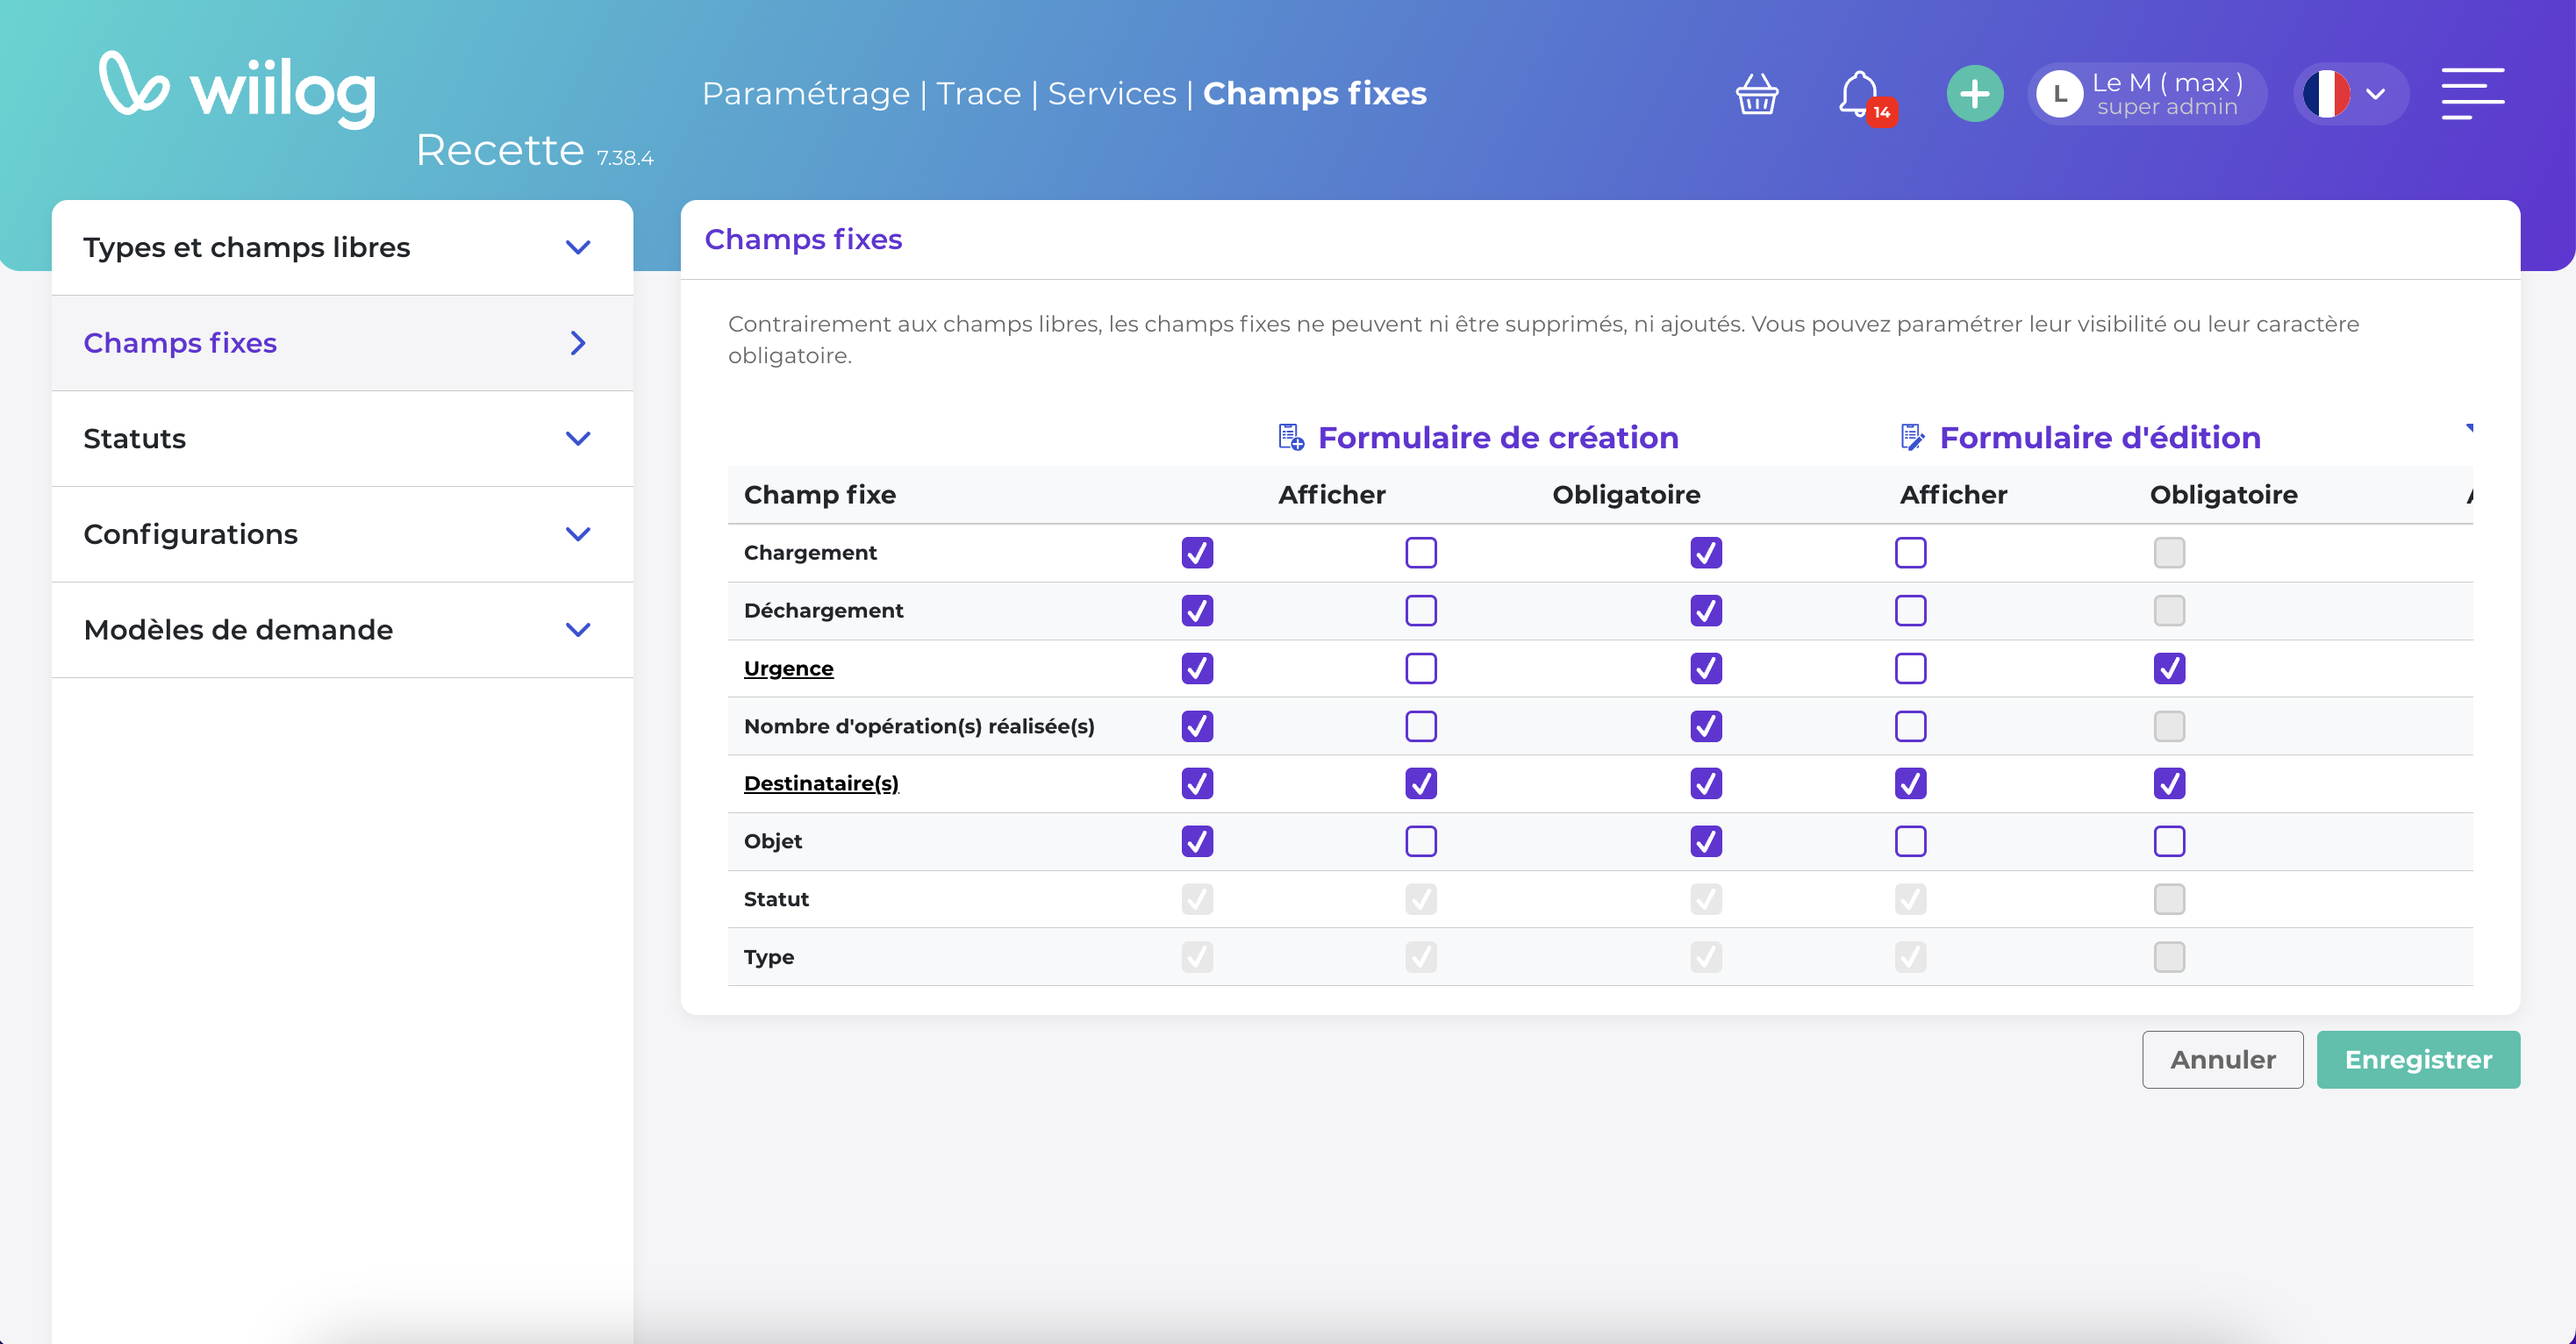 wiilog
Recette 7.38.4
Paramétrage | Trace | Services | Champs fixes
14
L
Le M ( max )
super admin
Types et champs libres
Champs fixes
Statuts
Configurations
Modèles de demande
Champs fixes
Contrairement aux champs libres, les champs fixes ne peuvent ni être supprimés, ni ajoutés. Vous pouvez paramétrer leur visibilité ou leur caractère
obligatoire.
Formulaire de création Formulaire d'édition
Champ fixe Afficher Obligatoire Afficher Obligatoire
Chargement
Déchargement
Urgence
Nombre d'opération(s) réalisée(s)
Destinataire(s)
Objet
Statut
Type
Annuler Enregistrer